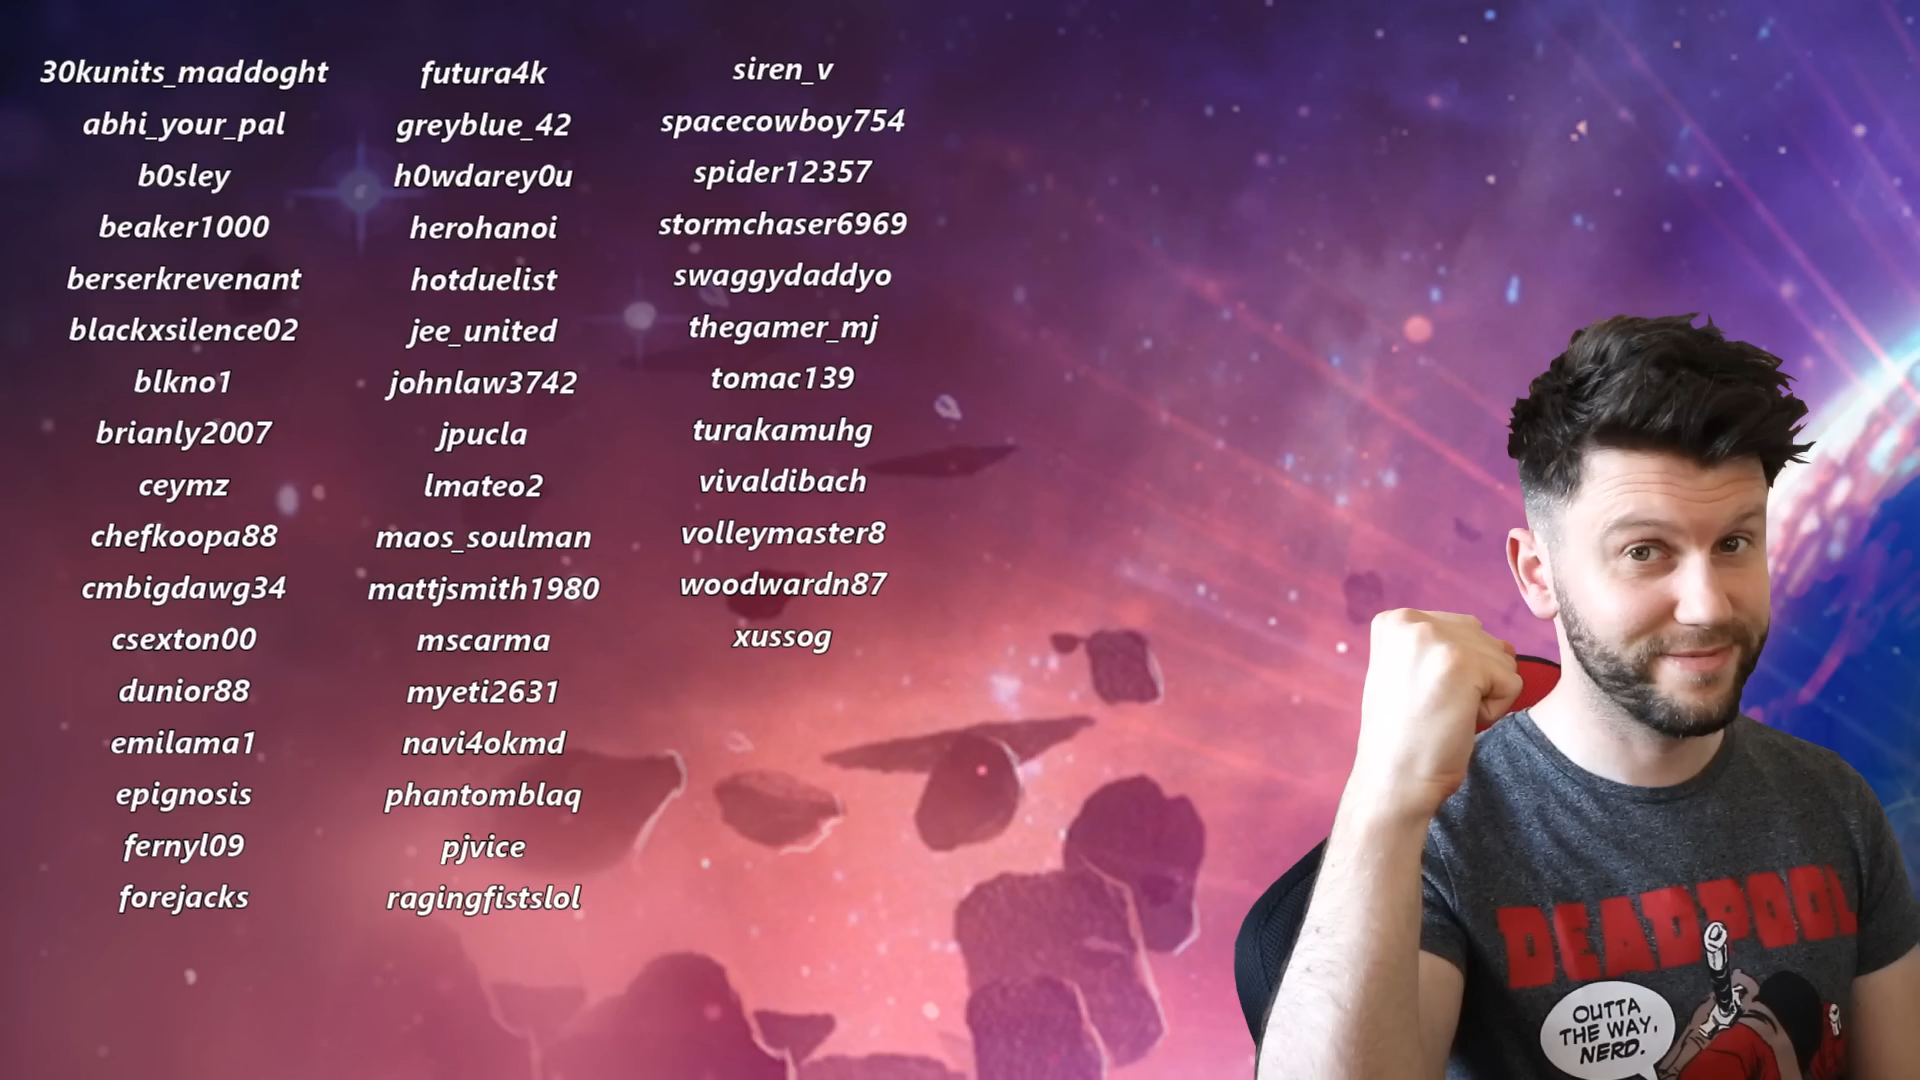 30kunits_maddoght
abhi_your_pal
b0sley
beaker1000
berserkrevenant
blackxsilence02
blkno1
brianly2007
ceymz
chefkoopa88
cmbigdawg34
csexton00
dunior88
emilama1
epignosis
fernyl09
forejacks
futura4k
greyblue_42
h0wdarey0u
herohanoi
hotduelist
jee_united
johnlaw3742
jpucla
lmateo2
maos_soulman
mattjsmith1980
mscarma
myeti2631
navi4okmd
phantomblaq
pjvice
ragingfistslol
siren_v
spacecowboy754
spider12357
stormchaser6969
swaggydaddyo
thegamer_mj
tomac139
turakamuhg
vivaldibach
volleymaster8
woodwardn87
xussog
DEADPOOL
OUTTA
THE WAY,
NERD.